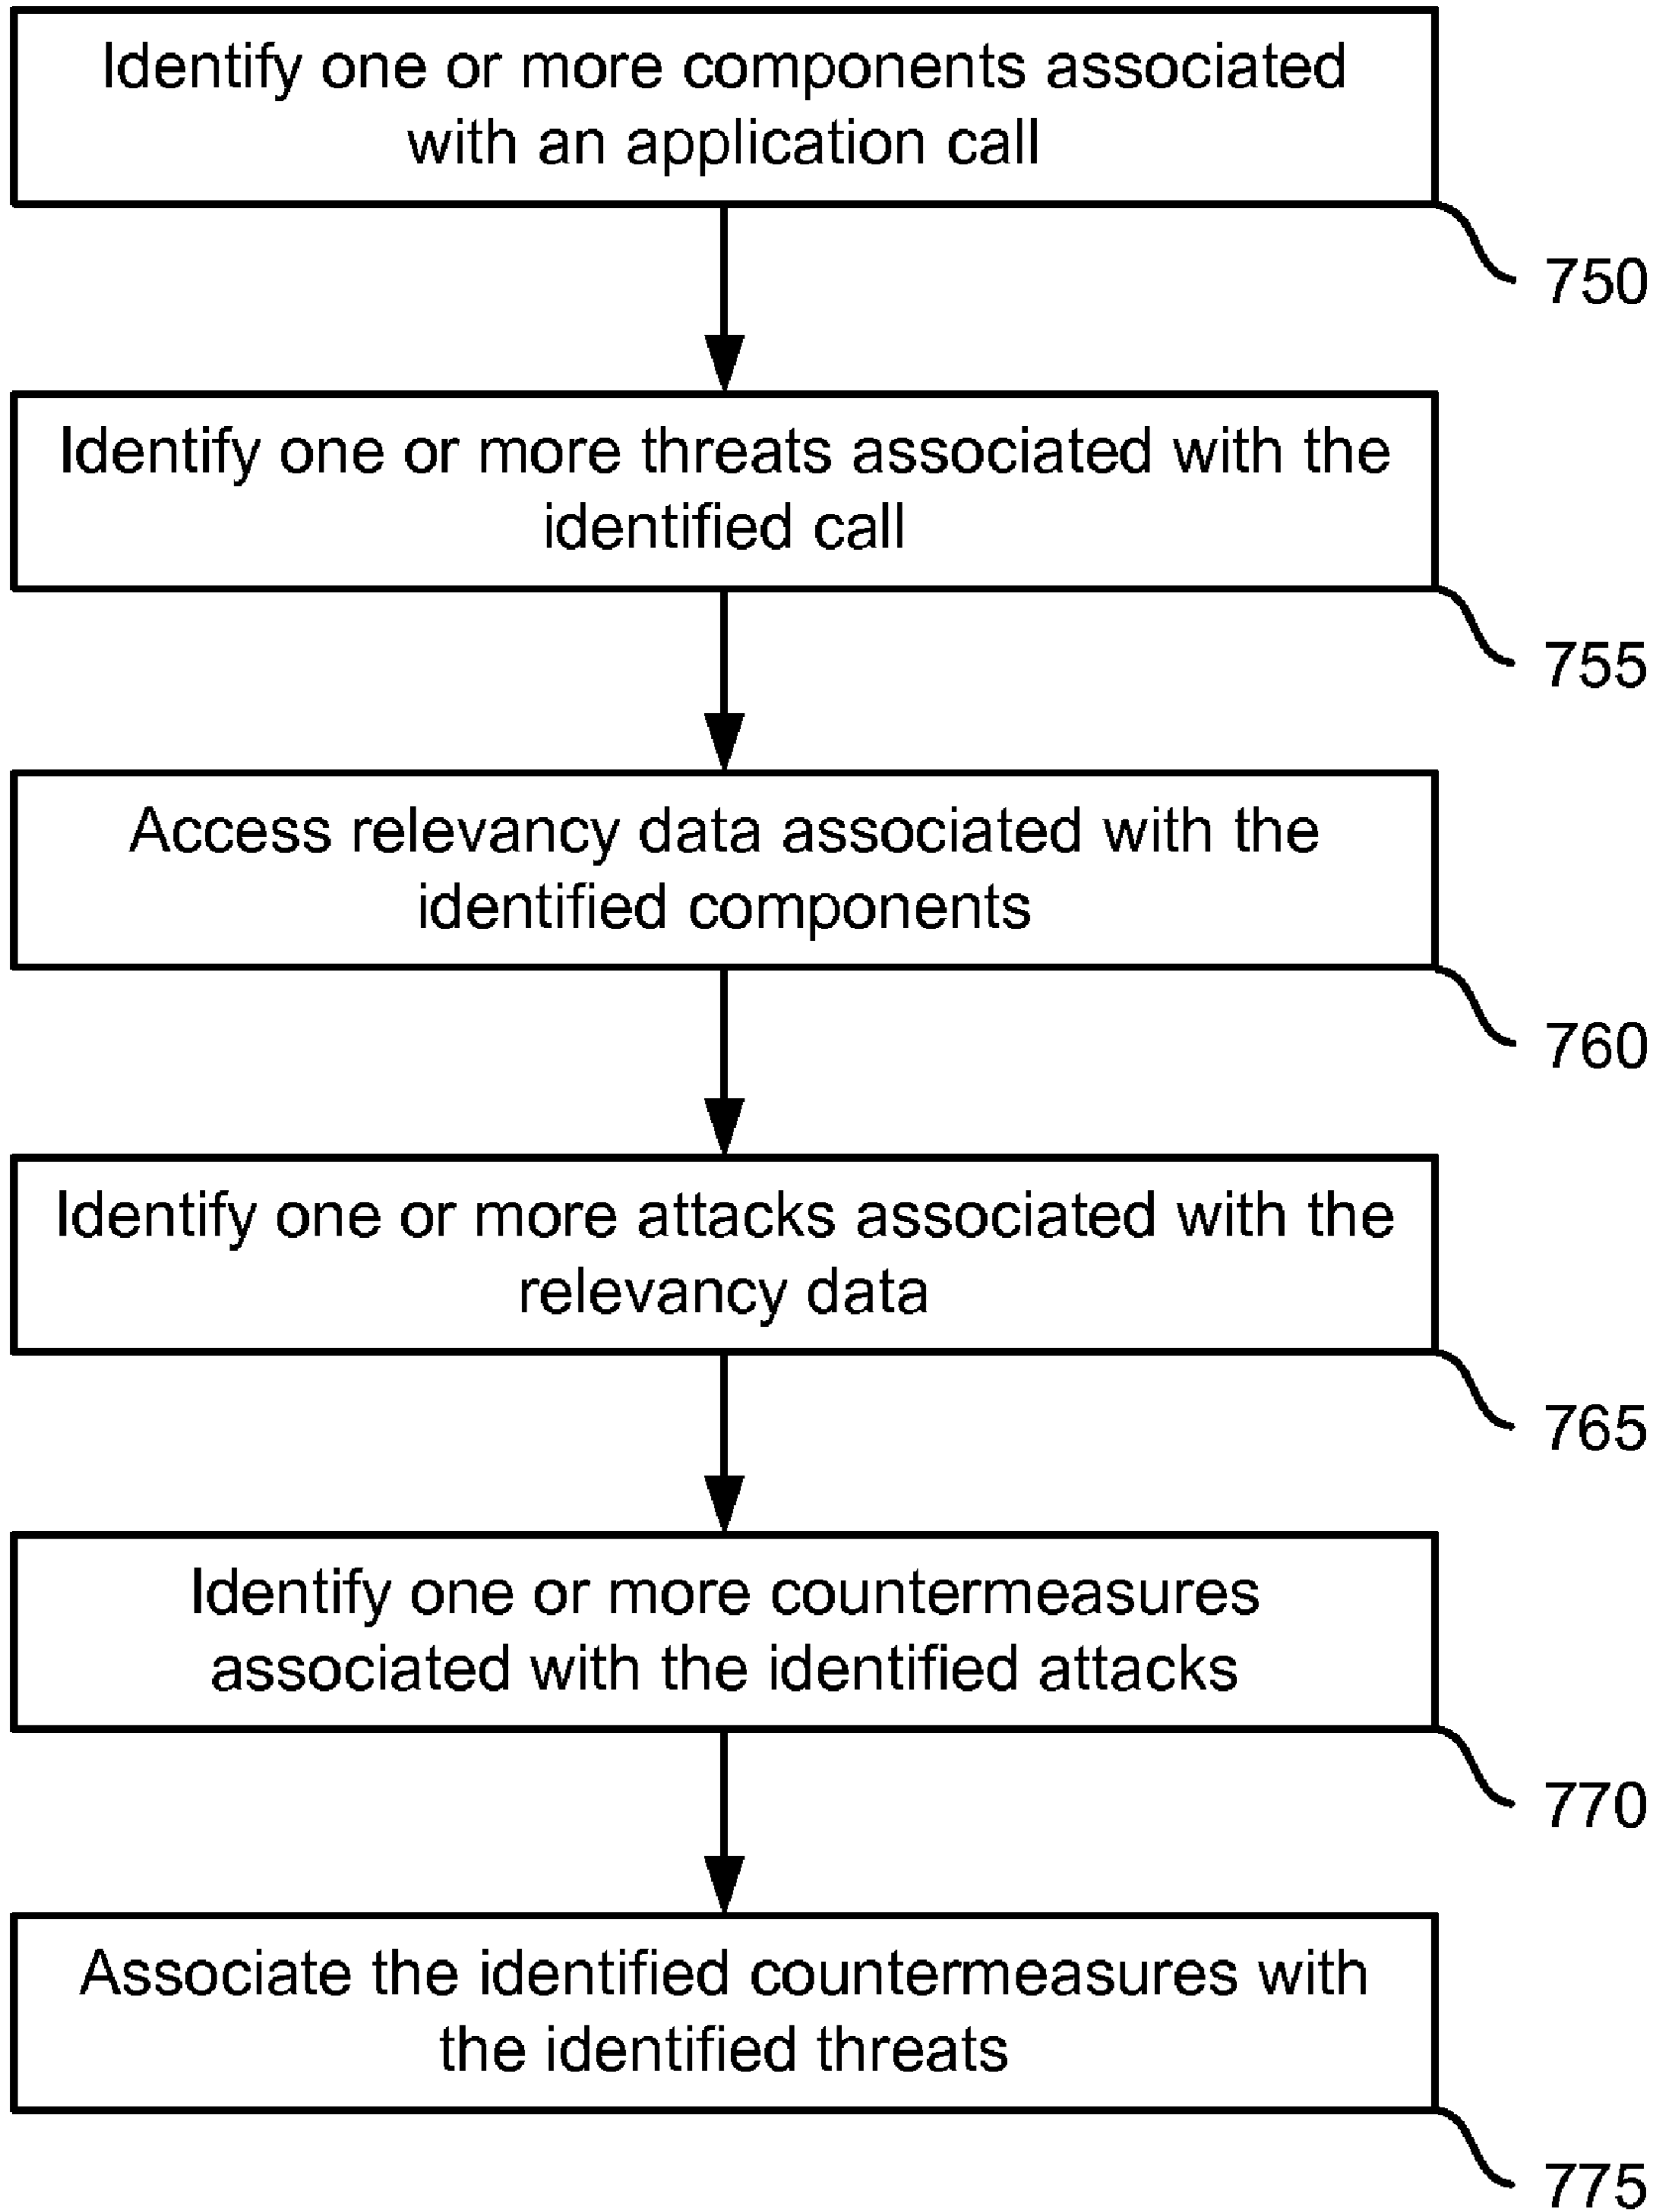 Identify one or more components associated
with an application call
750
Identify one or more threats associated with the
identified call
755
Access relevancy data associated with the
identified components
760
Identify one or more attacks associated with the
relevancy data
765
Identify one or more countermeasures
associated with the identified attacks
770
Associate the identified countermeasures with
the identified threats
775